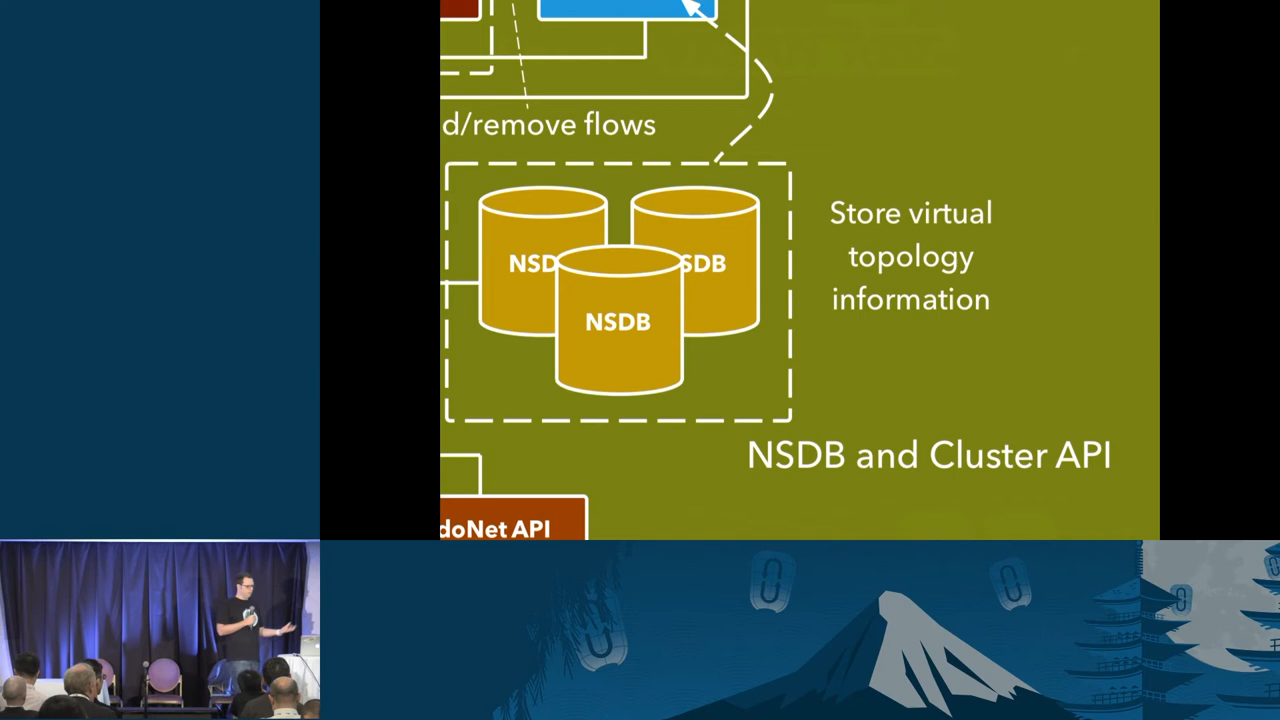 d/remove flows
NSD
SDB
NSDB
Store virtual
topology
information
NSDB and Cluster API
doNet API